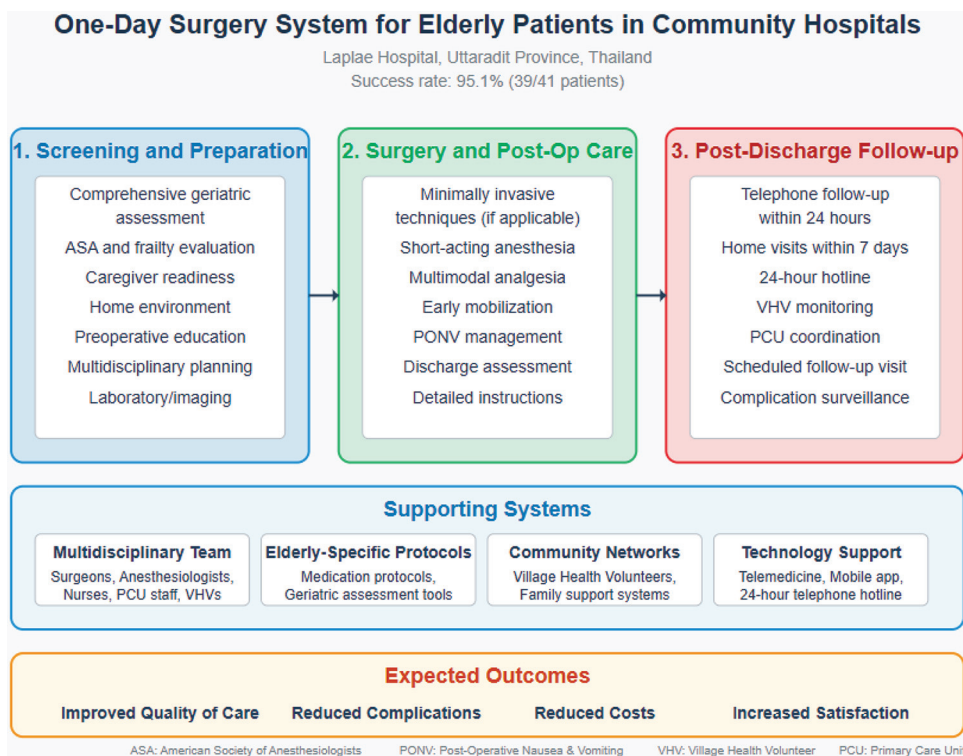 One-Day Surgery System for Elderly Patients in Community Hospitals
Laplae Hospital, Uttaradit Province, Thailand
Success rate: 95.1% (39/41 patients)
1. Screening and Preparation
Comprehensive geriatric
assessment
ASA and frailty evaluation
Caregiver readiness
Home environment
Preoperative education
Multidisciplinary planning
Laboratory/imaging
2. Surgery and Post-Op Care
Minimally invasive
techniques (if applicable)
Short-acting anesthesia
Multimodal analgesia
Early mobilization
PONV management
Discharge assessment
Detailed instructions
3. Post-Discharge Follow-up
Telephone follow-up
within 24 hours
Home visits within 7 days
24-hour hotline
VHV monitoring
PCU coordination
Scheduled follow-up visit
Complication surveillance
Supporting Systems
Multidisciplinary Team
Surgeons, Anesthesiologists,
Nurses, PCU staff, VHVs
Elderly-Specific Protocols
Medication protocols,
Geriatric assessment tools
Community Networks
Village Health Volunteers,
Family support systems
Technology Support
Telemedicine, Mobile app,
24-hour telephone hotline
Expected Outcomes
Improved Quality of Care
Reduced Complications
Reduced Costs
Increased Satisfaction
ASA: American Society of Anesthesiologists PONV: Post-Operative Nausea & Vomiting VHV: Village Health Volunteer PCU: Primary Care Uni